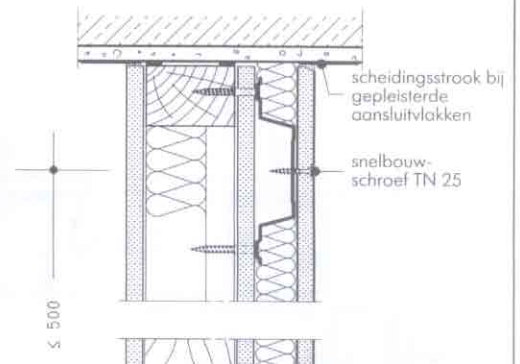 scheidingsstrook bij
gepleisterde
aansluitvlakken
snelbouw-
schroef TN 25
≤ 500